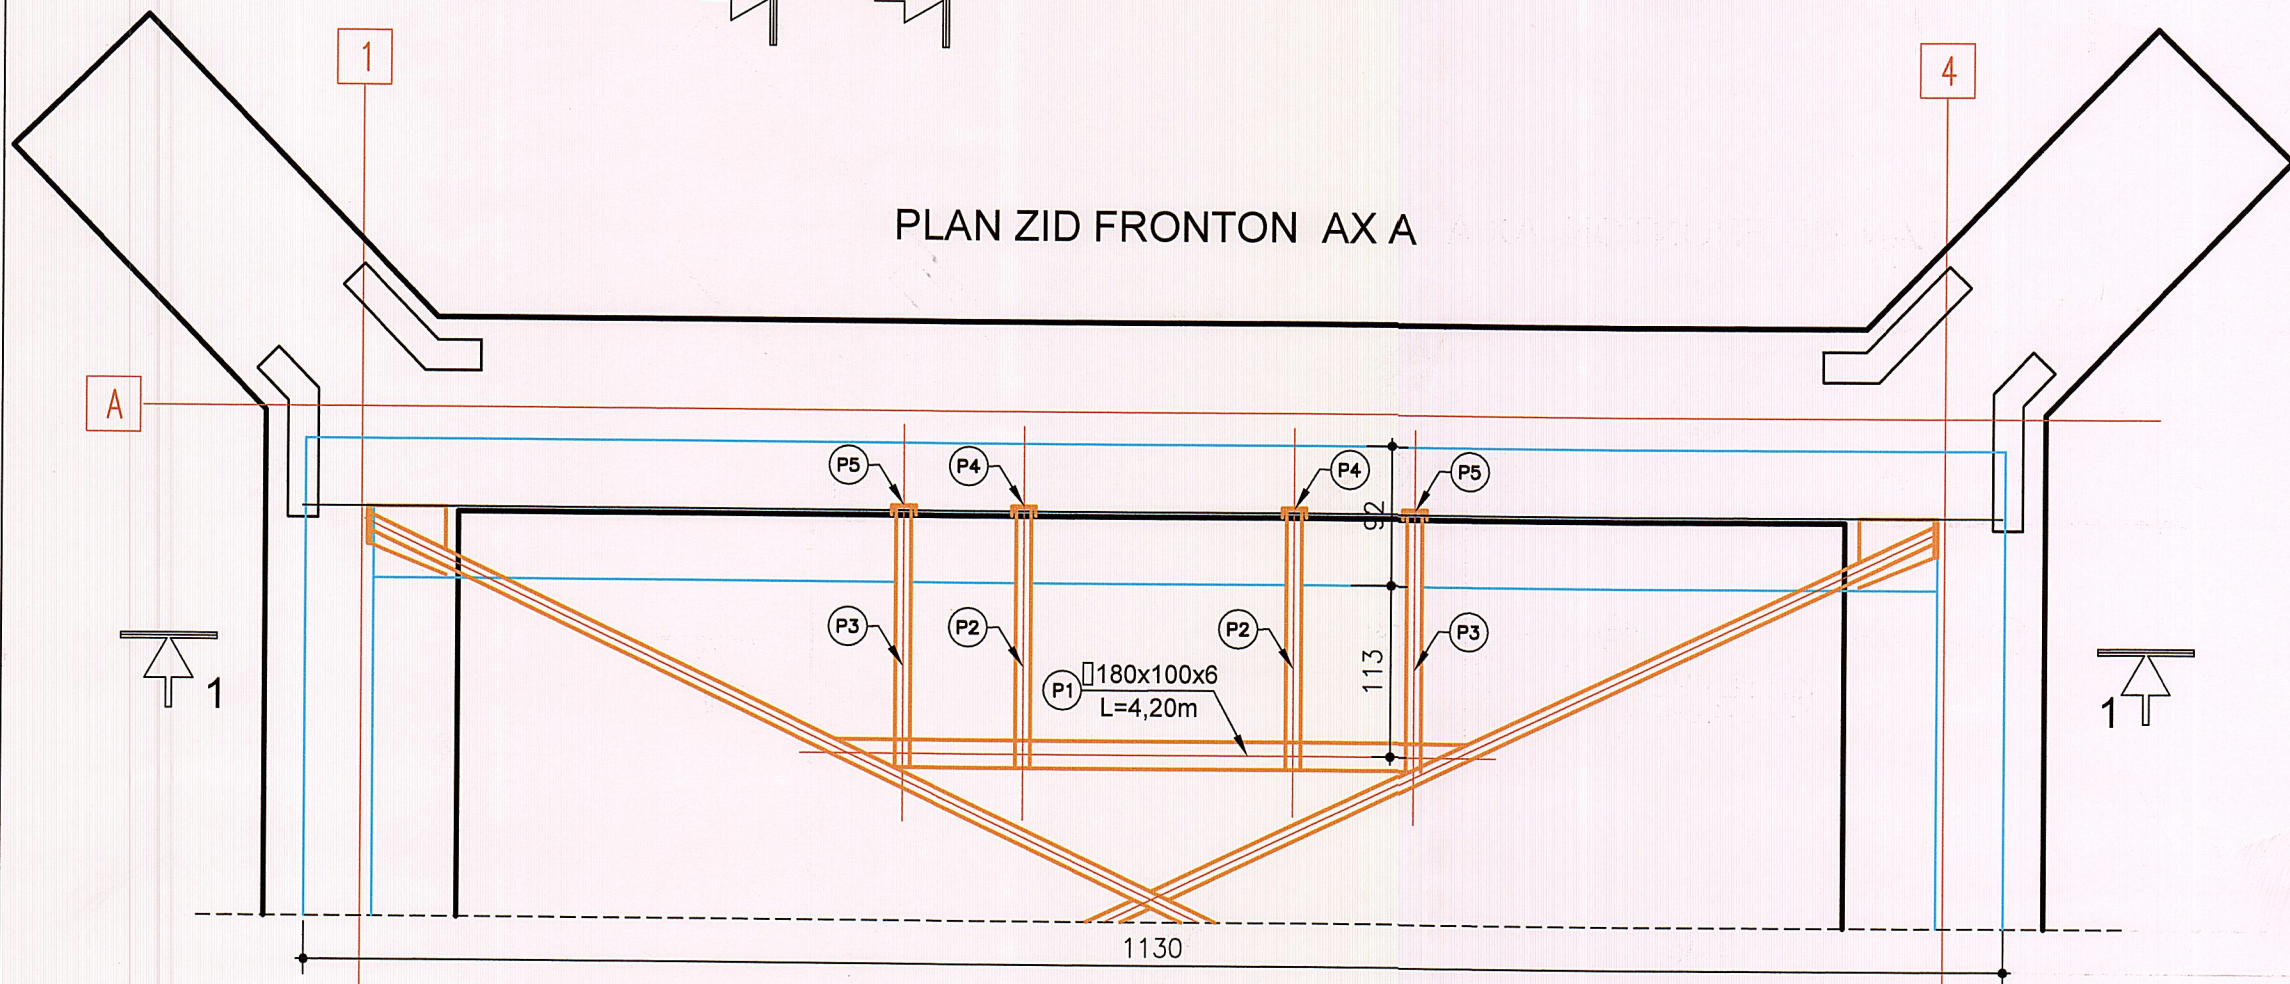 1
4
PLAN ZID FRONTON AX A
A
P5
P4
P4
P5
92
P3
P2
P2
P3
P1 ▯180x100x6
L=4,20m
113
1
1
1130